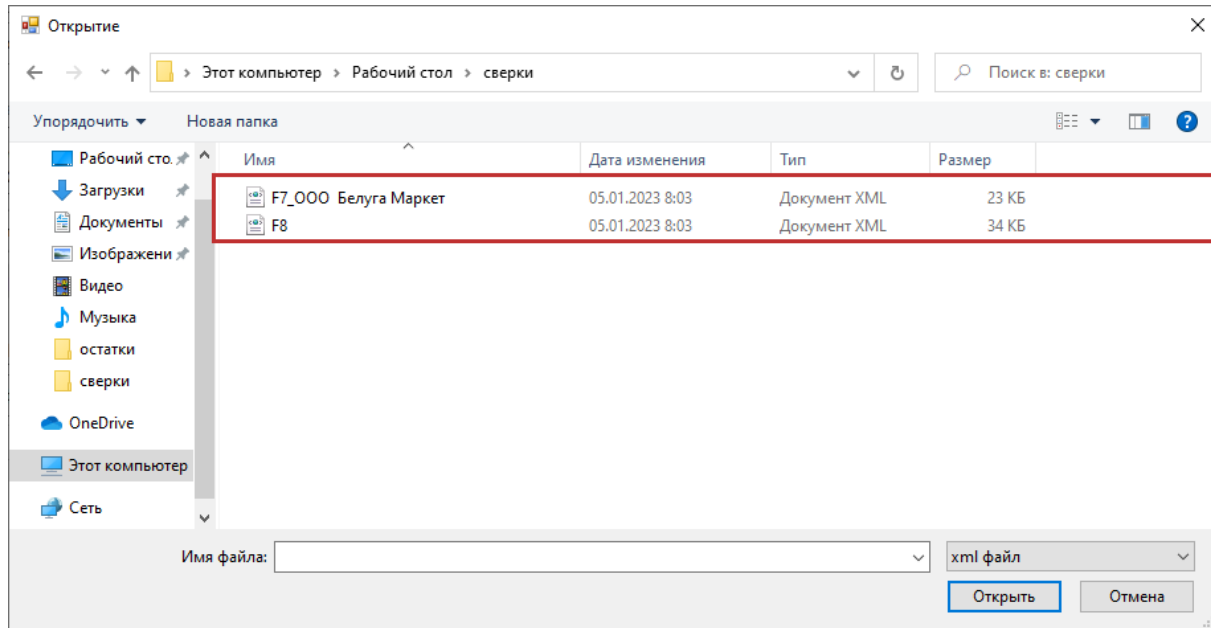 Открытие
Этот компьютер › Рабочий стол › сверки
Поиск в: сверки
Упорядочить
Новая папка
Рабочий сто.
Имя
Дата изменения
Тип
Размер
Загрузки
F7_ООО Белуга Маркет
05.01.2023 8:03
Документ XML
23 КБ
Документы
F8
05.01.2023 8:03
Документ XML
34 КБ
Изображени
Видео
Музыка
остатки
сверки
OneDrive
Этот компьютер
Сеть
Имя файла:
xml файл
Открыть
Отмена